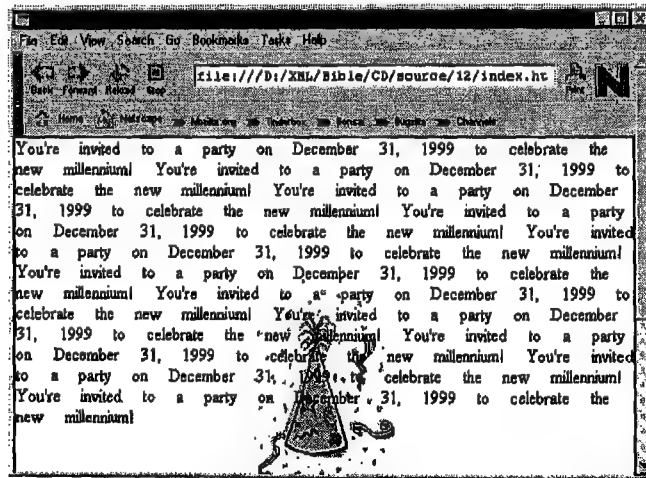 File Edit View Search Go Bookmarks Tasks Help
file:///D:/XML/Bible/CD/source/12/index.ht
Back Forward Reload Stop Print N
Home Netscape Mozilla.org Tinderbox Bonsai Bugzilla Channels
You're invited to a party on December 31, 1999 to celebrate the
new millennium! You're invited to a party on December 31, 1999 to
celebrate the new millennium! You're invited to a party on December
31, 1999 to celebrate the new millennium! You're invited to a party
on December 31, 1999 to celebrate the new millennium! You're invited
to a party on December 31, 1999 to celebrate the new millennium!
You're invited to a party on December 31, 1999 to celebrate the
new millennium! You're invited to a party on December 31, 1999 to
celebrate the new millennium! You're invited to a party on December
31, 1999 to celebrate the new millennium! You're invited to a party
on December 31, 1999 to celebrate the new millennium! You're invited
to a party on December 31, 1999 to celebrate the new millennium!
You're invited to a party on December 31, 1999 to celebrate the
new millennium!